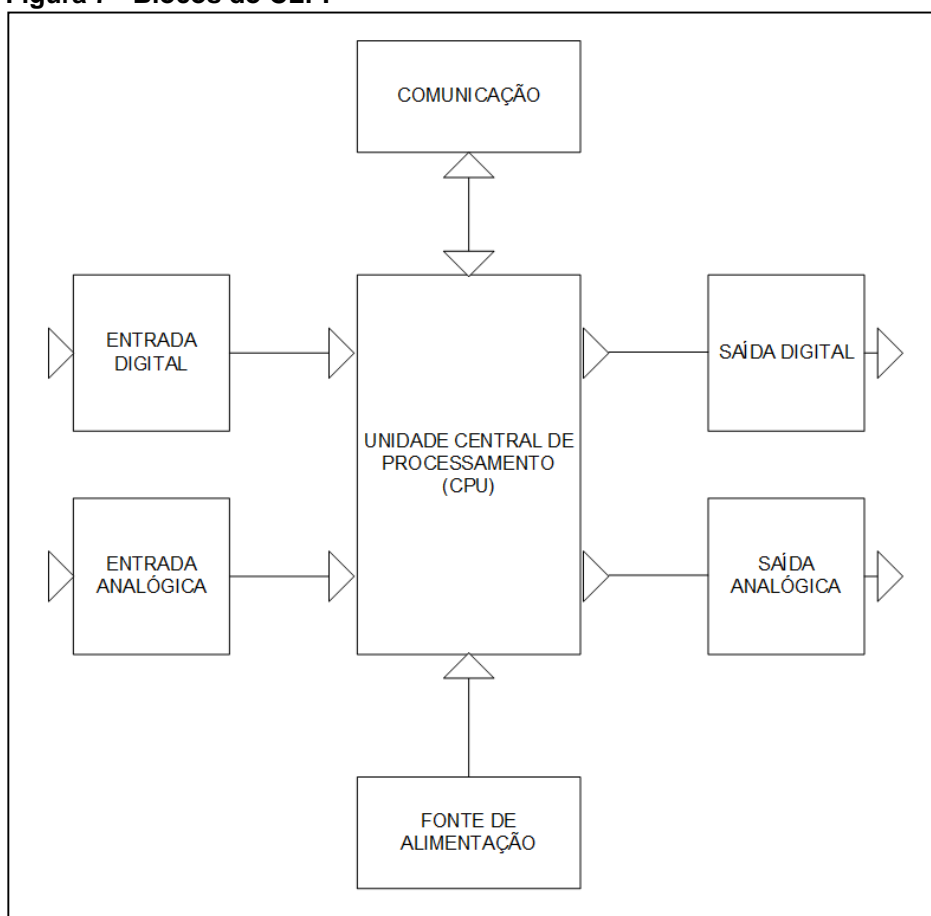 COMUNICAÇÃO
ENTRADA
DIGITAL
SAÍDA DIGITAL
UNIDADE CENTRAL DE
PROCESSAMENTO
(CPU)
ENTRADA
ANALÓGICA
SAÍDA
ANALÓGICA
FONTE DE
ALIMENTAÇÃO